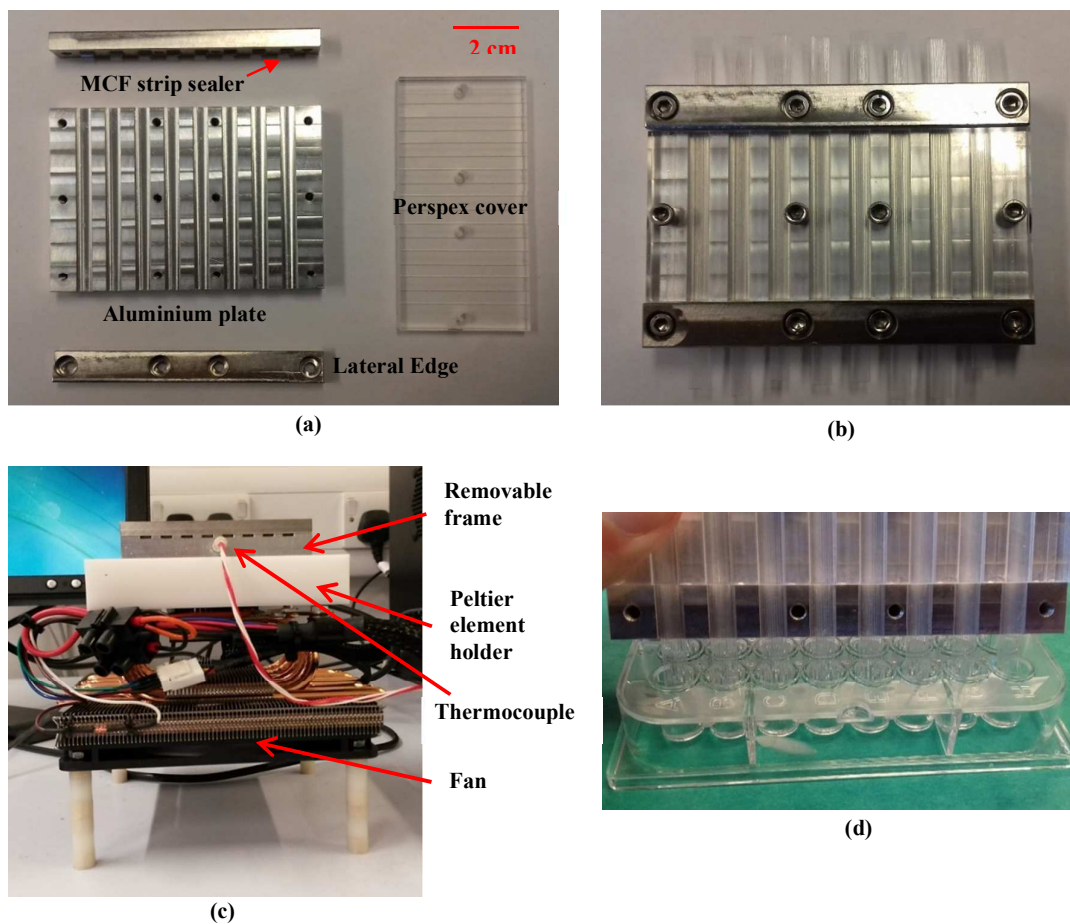 2 cm
MCF strip sealer
Perspex cover
Aluminium plate
Lateral Edge
(a)
(b)
Removable
frame
Peltier
element
holder
Thermocouple
Fan
(c)
(d)